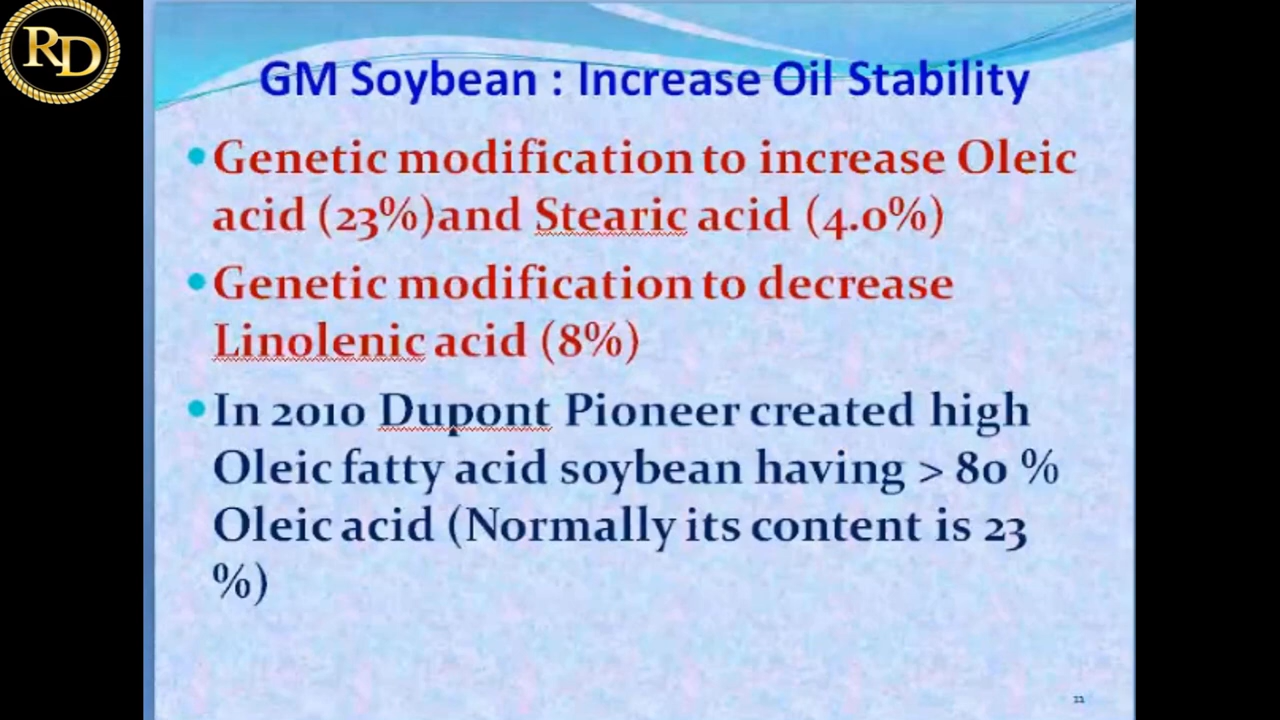 RD
GM Soybean : Increase Oil Stability
•Genetic modification to increase Oleic
acid (23%)and Stearic acid (4.0%)
•Genetic modification to decrease
Linolenic acid (8%)
•In 2010 Dupont Pioneer created high
Oleic fatty acid soybean having > 80 %
Oleic acid (Normally its content is 23
%)